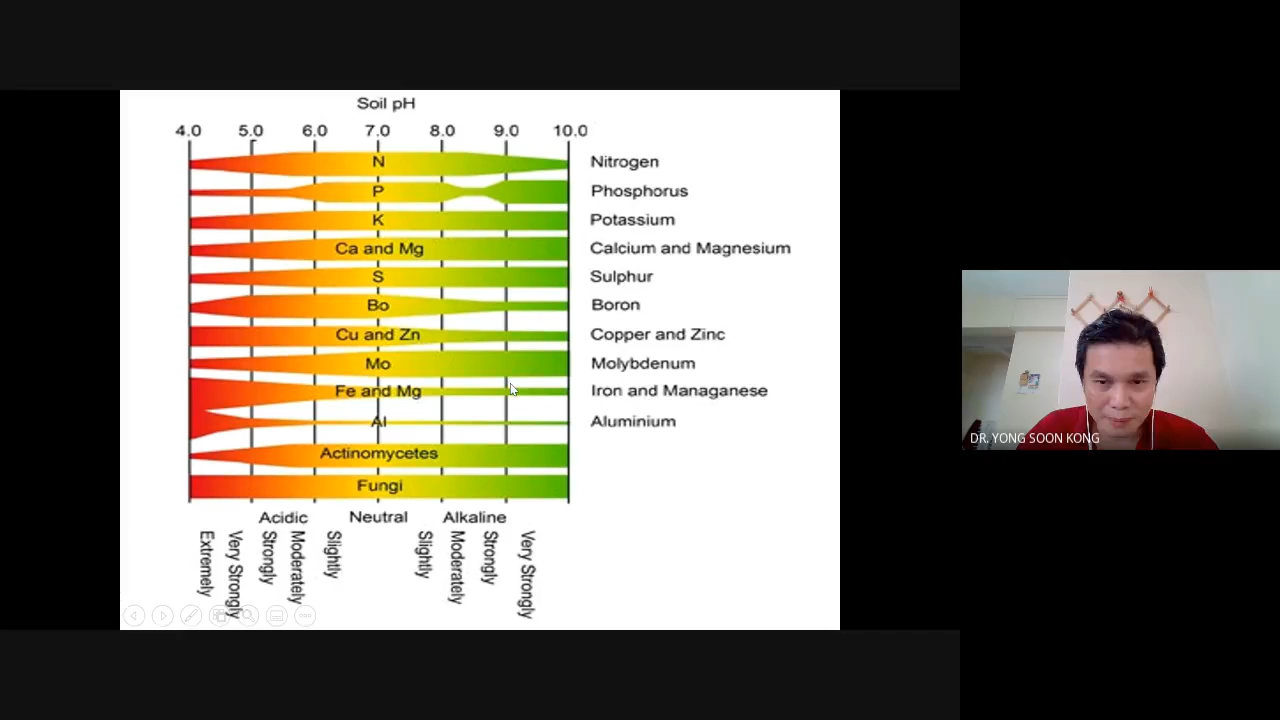 Soil pH
4.0 5.0 6.0 7.0 8.0 9.0 10.0
N Nitrogen
P Phosphorus
K Potassium
Ca and Mg Calcium and Magnesium
S Sulphur
Bo Boron
Cu and Zn Copper and Zinc
Mo Molybdenum
Fe and Mg Iron and Managanese
Al Aluminium
Actinomycetes
Fungi
Acidic Neutral Alkaline
Extremely
Very Strongly
Strongly
Moderately
Slightly
Slightly
Moderately
Strongly
Very Strongly
DR. YONG SOON KONG